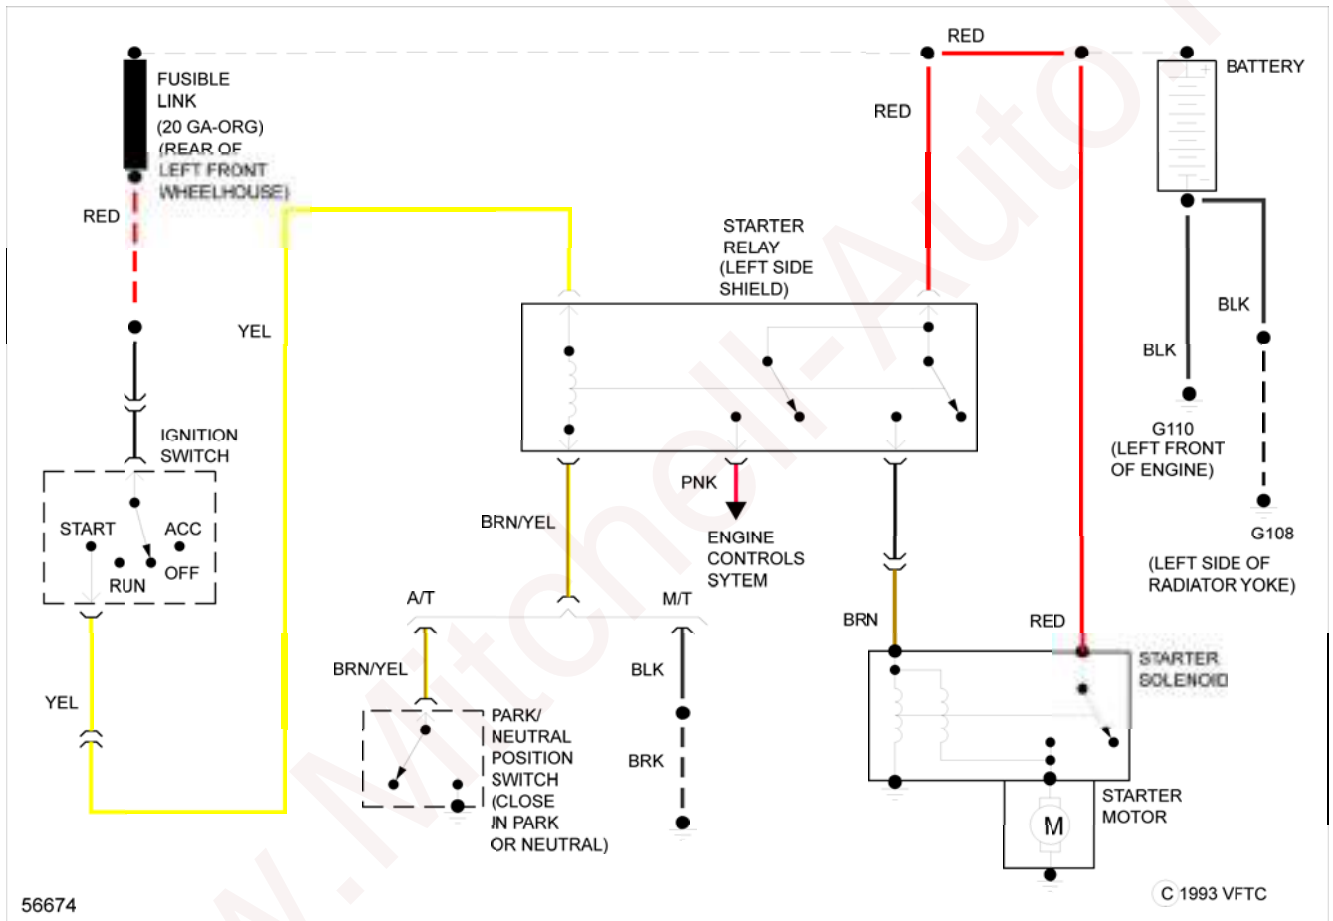 RED
FUSIBLE
LINK
(20 GA-ORG)
(REAR OF
LEFT FRONT
WHEELHOUSE)
BATTERY
RED
RED
STARTER
RELAY
(LEFT SIDE
SHIELD)
YEL
BLK
BLK
G110
(LEFT FRONT
OF ENGINE)
IGNITION
SWITCH
PNK
BRN/YEL
START
ACC
RUN
OFF
ENGINE
CONTROLS
SYTEM
G108
(LEFT SIDE OF
RADIATOR YOKE)
A/T
M/T
BRN
RED
BRN/YEL
BLK
STARTER
SOLENOID
YEL
PARK/
NEUTRAL
POSITION
SWITCH
(CLOSE
IN PARK
OR NEUTRAL)
BRK
STARTER
MOTOR
M
56674
C 1993 VFTC
w.Mitchell-Auto.